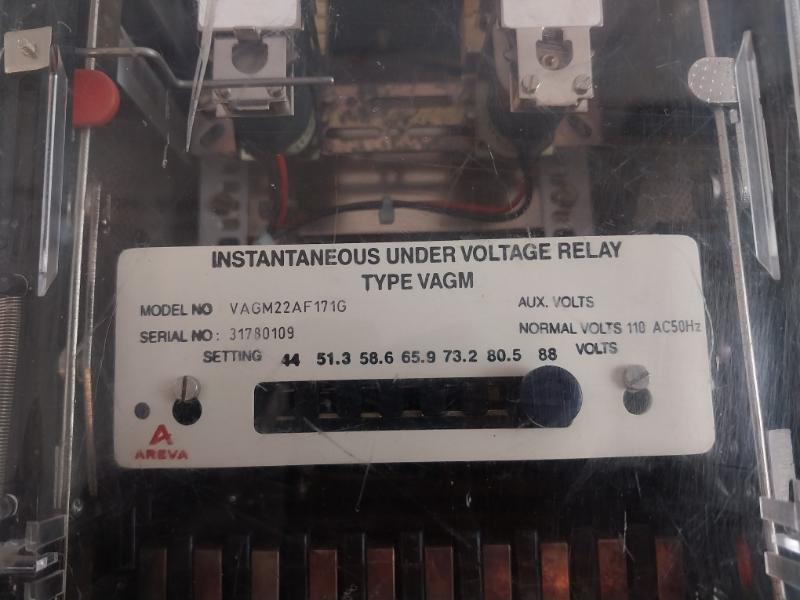 INSTANTANEOUS UNDER VOLTAGE RELAY
TYPE VAGM
MODEL NO VAGM22AF171G AUX. VOLTS
SERIAL NO: 31780109 NORMAL VOLTS 110 AC50Hz
SETTING 44 51.3 58.6 65.9 73.2 80.5 88 VOLTS
AREVA